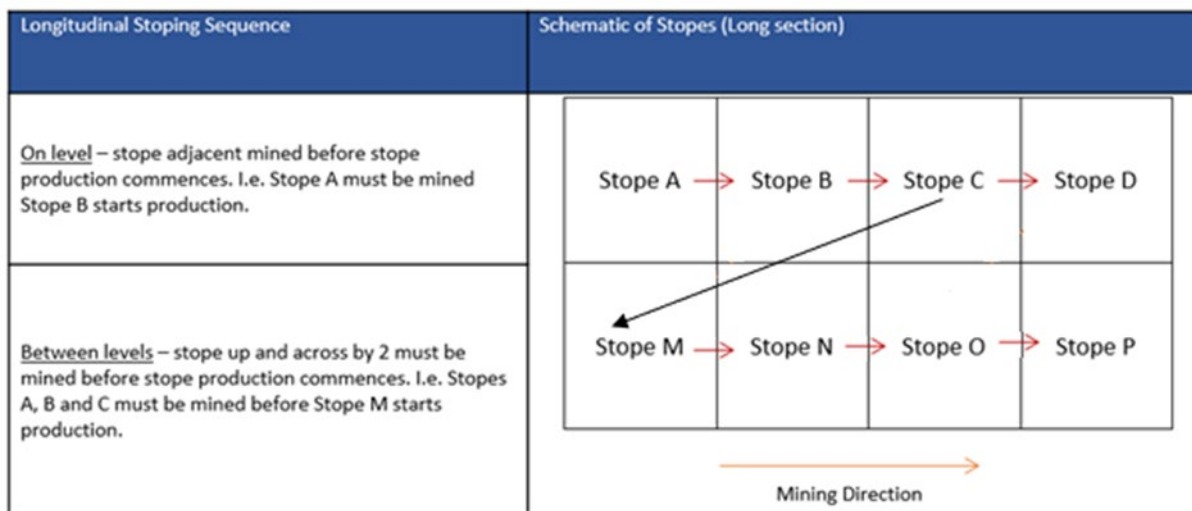 Longitudinal Stoping Sequence
Schematic of Stopes (Long section)
On level – stope adjacent mined before stope
production commences. I.e. Stope A must be mined
Stope B starts production.
Stope A
Stope B
Stope C
Stope D
Between levels – stope up and across by 2 must be
mined before stope production commences. I.e. Stopes
A, B and C must be mined before Stope M starts
production.
Stope M
Stope N
Stope O
Stope P
Mining Direction